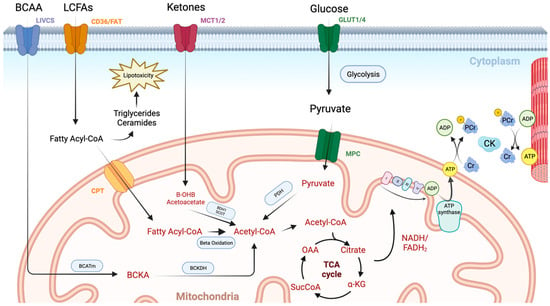 BCAA LCFAs Ketones Glucose
LIVCS CD36/FAT MCT1/2 GLUT1/4
Cytoplasm
Glycolysis
Lipotoxicity
Triglycerides
Ceramides
Fatty Acyl-CoA
Pyruvate
ADP PCr CK PCr ADP
Cr Cr
ATP ATP
MPC
CPT
PDH
Pyruvate
ADP
ATP
synthase
B-OHB
Acetoacetate
Fatty Acyl-CoA
Beta Oxidation
Acetyl-CoA
Acetyl-CoA
NADH/
FADH₂
OAA Citrate
TCA
cycle
SucCoA α-KG
BCATm BCKA BCKDH
Mitochondria